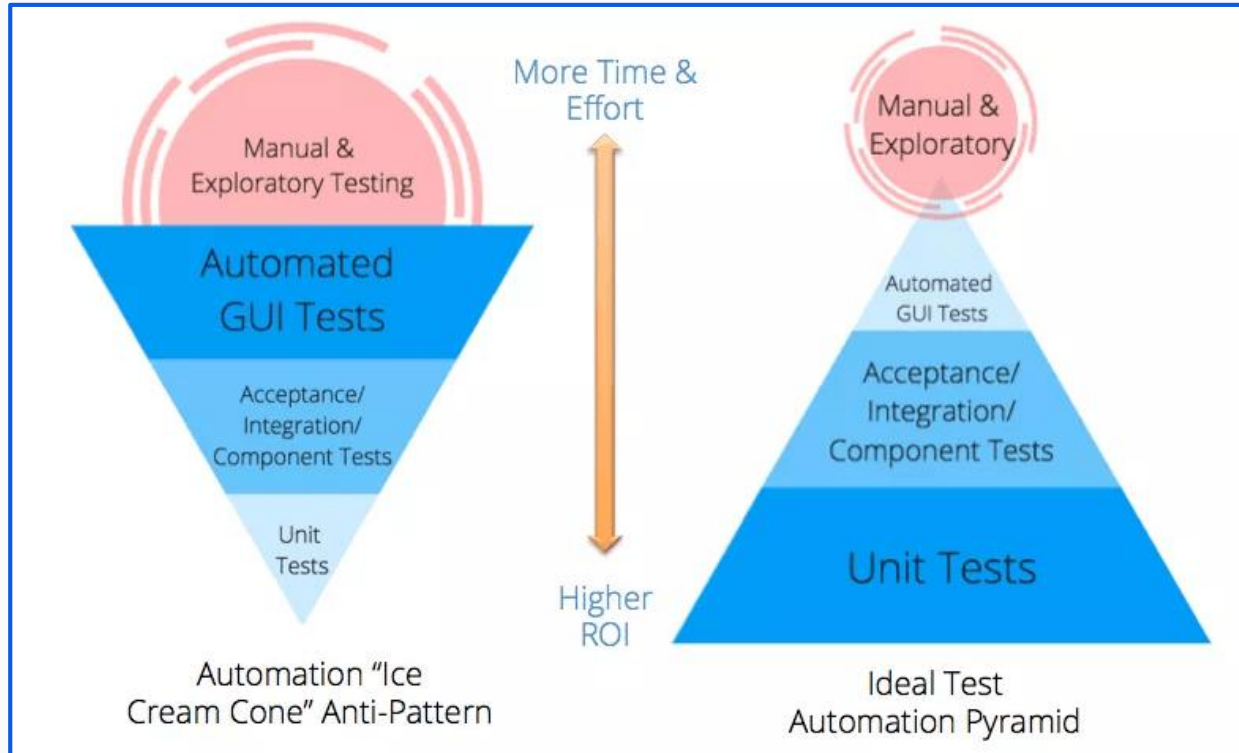 Manual &
Exploratory Testing
Automated
GUI Tests
Acceptance/
Integration/
Component Tests
Unit
Tests
Automation “Ice
Cream Cone” Anti-Pattern
More Time &
Effort
Higher
ROI
Manual &
Exploratory
Automated
GUI Tests
Acceptance/
Integration/
Component Tests
Unit Tests
Ideal Test
Automation Pyramid